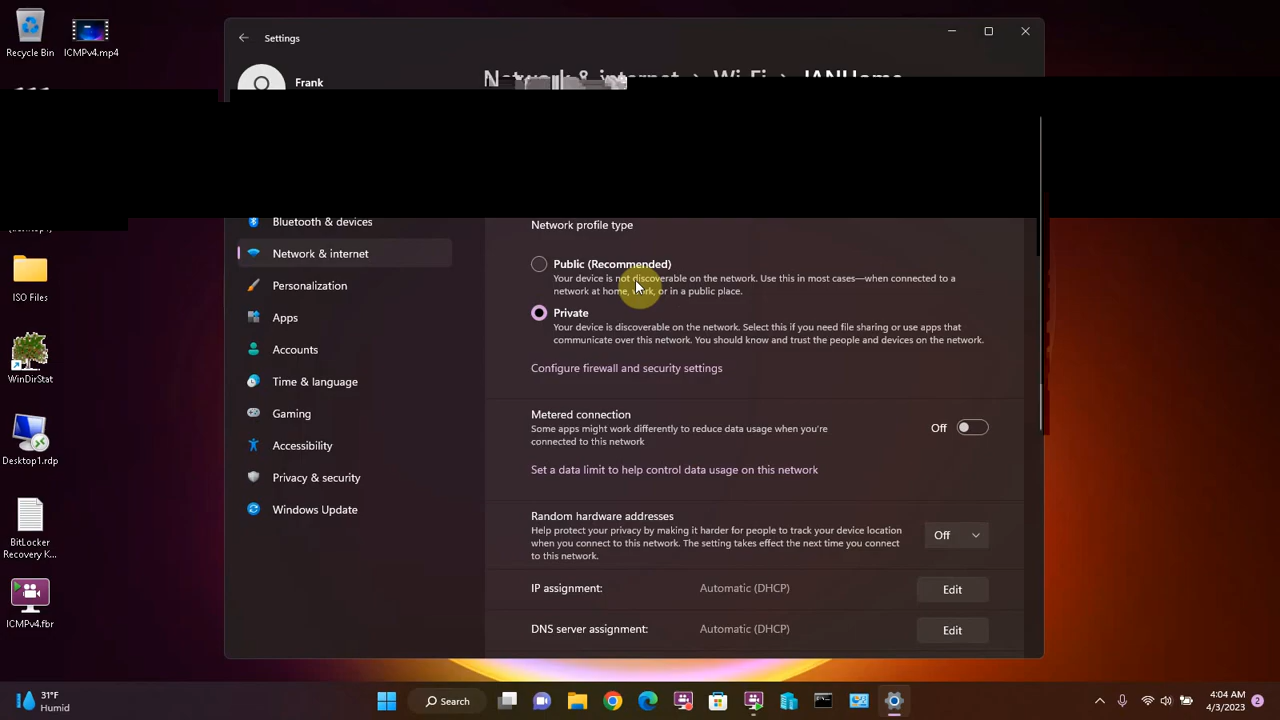 Recycle Bin
ICMPv4.mp4
ISO Files
WinDirStat
Desktop1.rdp
BitLocker
Recovery K...
ICMPv4.fbr
Settings
Frank
Network & internet > Wi-Fi >
Bluetooth & devices
Network & internet
Personalization
Apps
Accounts
Time & language
Gaming
Accessibility
Privacy & security
Windows Update
Network profile type
Public (Recommended)
Your device is not discoverable on the network. Use this in most cases—when connected to a
network at home, work, or in a public place.
Private
Your device is discoverable on the network. Select this if you need file sharing or use apps that
communicate over this network. You should know and trust the people and devices on the network.
Configure firewall and security settings
Metered connection
Some apps might work differently to reduce data usage when you're
connected to this network
Off
Set a data limit to help control data usage on this network
Random hardware addresses
Help protect your privacy by making it harder for people to track your device location
when you connect to this network. The setting takes effect the next time you connect
to this network.
Off
IP assignment: Automatic (DHCP) Edit
DNS server assignment: Automatic (DHCP) Edit
31°F
Humid
Search
4:04 AM
4/3/2023
2